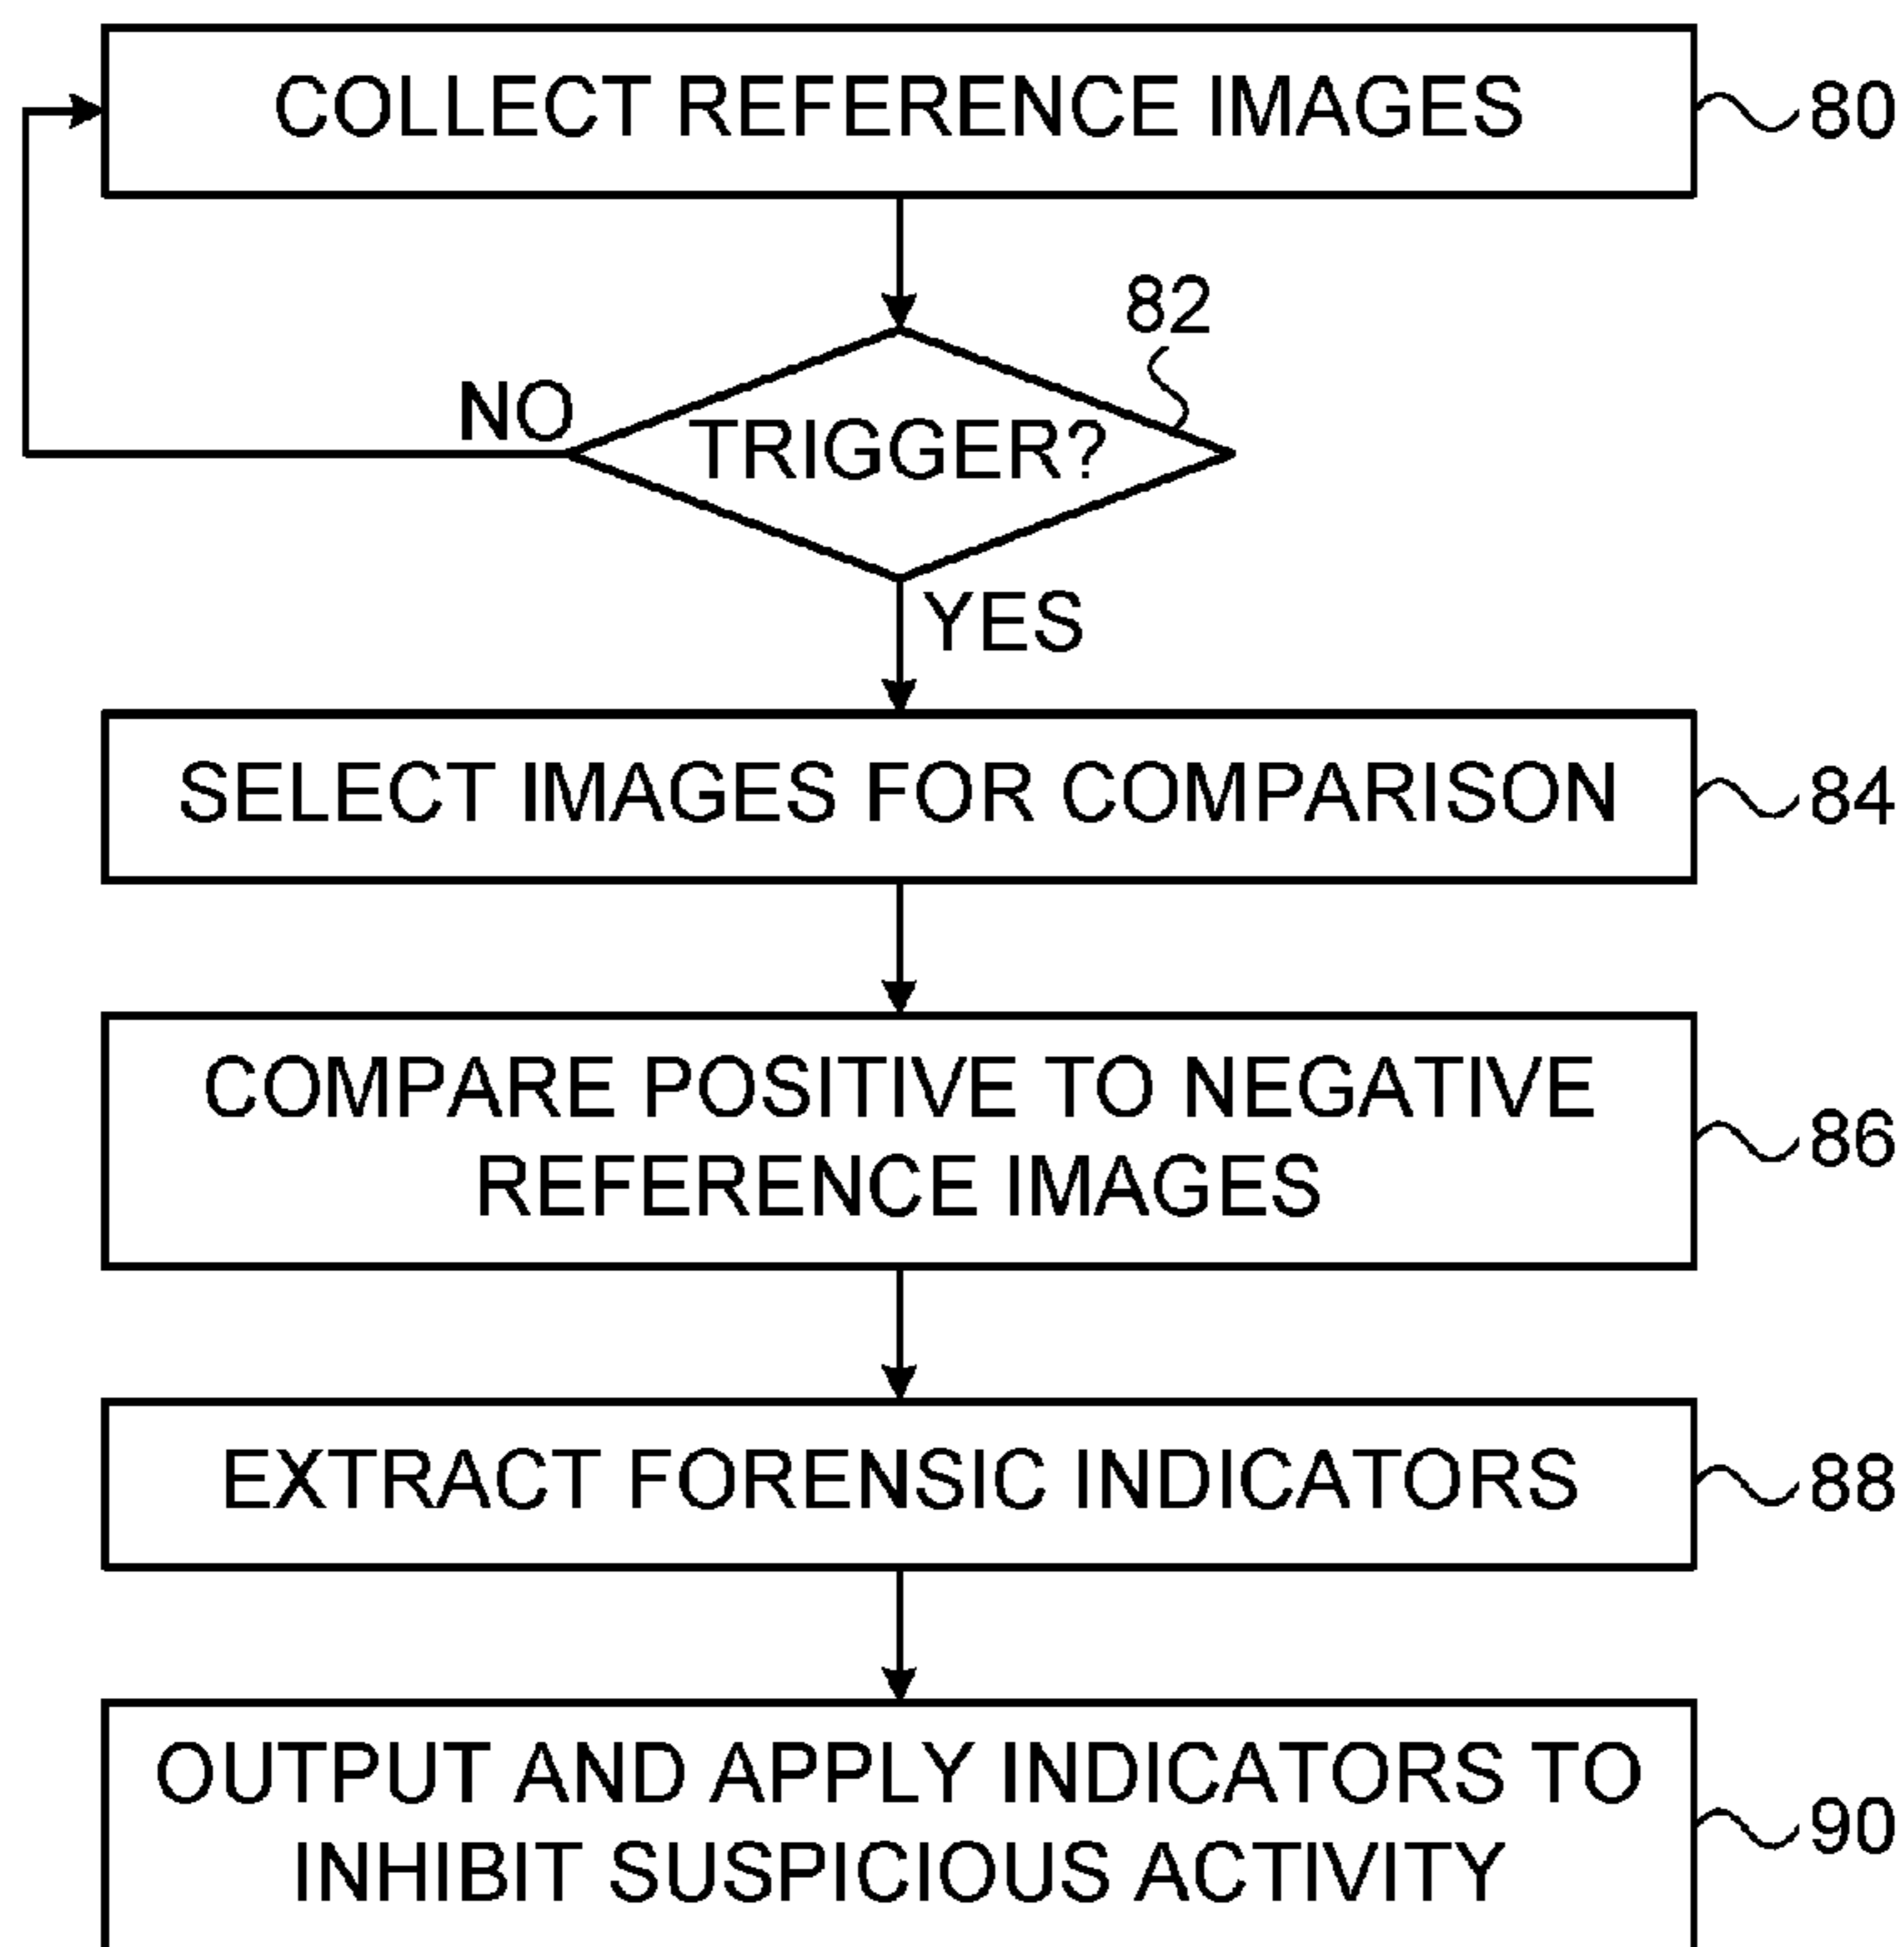 COLLECT REFERENCE IMAGES
80
82
TRIGGER?
NO
YES
SELECT IMAGES FOR COMPARISON
84
COMPARE POSITIVE TO NEGATIVE
REFERENCE IMAGES
86
EXTRACT FORENSIC INDICATORS
88
OUTPUT AND APPLY INDICATORS TO
INHIBIT SUSPICIOUS ACTIVITY
90